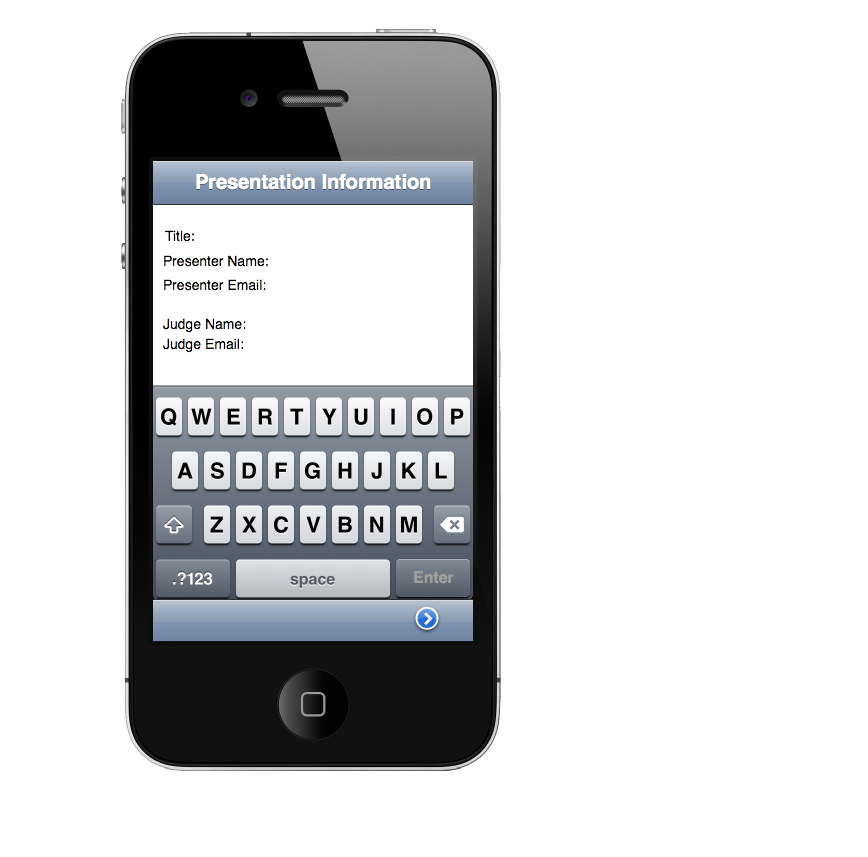 Presentation Information
Title:
Presenter Name:
Presenter Email:
Judge Name:
Judge Email:
Q W E R T Y U I O P
A S D F G H J K L
Z X C V B N M
.?123 space Enter